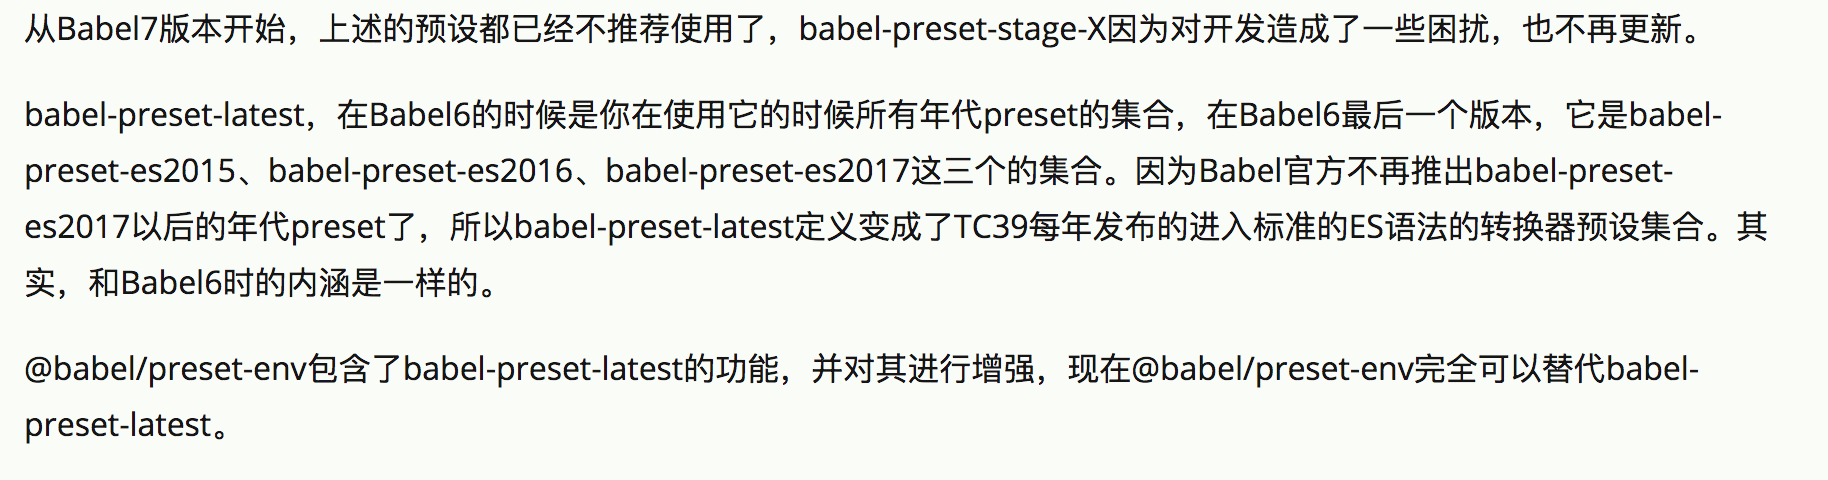 从Babel7版本开始，上述的预设都已经不推荐使用了，babel-preset-stage-X因为对开发造成了一些困扰，也不再更新。
babel-preset-latest，在Babel6的时候是你在使用它的时候所有年代preset的集合，在Babel6最后一个版本，它是babel-
preset-es2015、babel-preset-es2016、babel-preset-es2017这三个的集合。因为Babel官方不再推出babel-preset-
es2017以后的年代preset了，所以babel-preset-latest定义变成了TC39每年发布的进入标准的ES语法的转换器预设集合。其
实，和Babel6时的内涵是一样的。
@babel/preset-env包含了babel-preset-latest的功能，并对其进行增强，现在@babel/preset-env完全可以替代babel-
preset-latest。